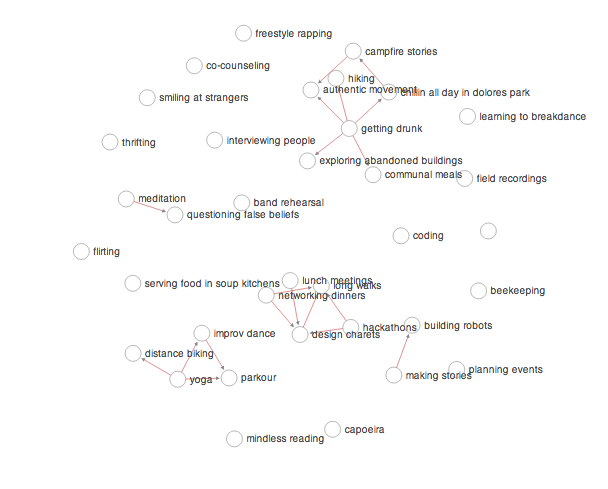 freestyle rapping
campfire stories
co-counseling
hiking
authentic movement
chillin all day in dolores park
smiling at strangers
learning to breakdance
getting drunk
thrifting
interviewing people
exploring abandoned buildings
communal meals
field recordings
meditation
band rehearsal
questioning false beliefs
coding
flirting
serving food in soup kitchens
lunch meetings
long walks
networking dinners
beekeeping
improv dance
design charets
hackathons
building robots
distance biking
yoga
parkour
making stories
planning events
capoeira
mindless reading